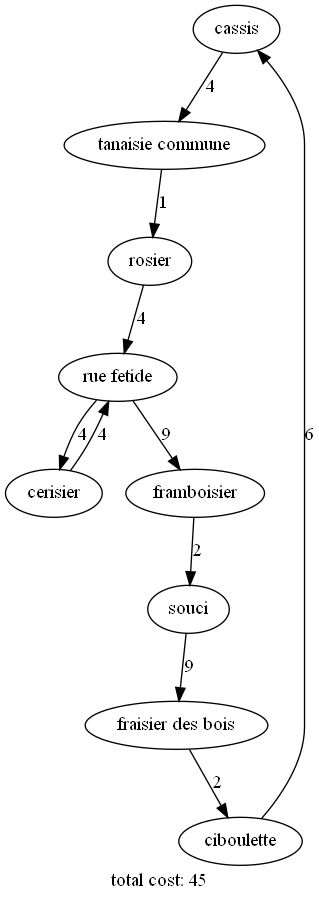 cassis
4
tanaisie commune
1
rosier
4
rue fetide
4
4
9
cerisier
framboisier
2
souci
9
fraisier des bois
2
ciboulette
6
total cost: 45